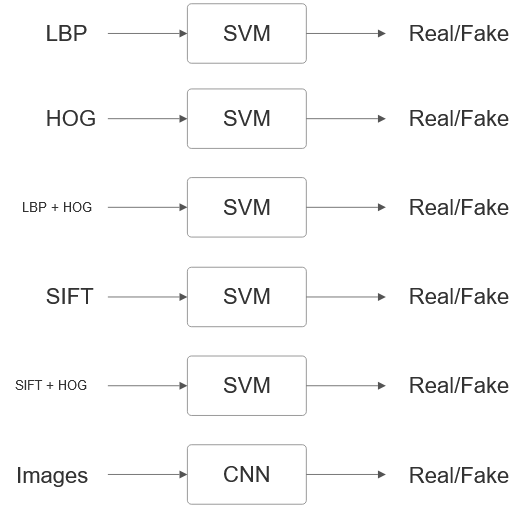 LBP SVM Real/Fake
HOG SVM Real/Fake
LBP + HOG SVM Real/Fake
SIFT SVM Real/Fake
SIFT + HOG SVM Real/Fake
Images CNN Real/Fake